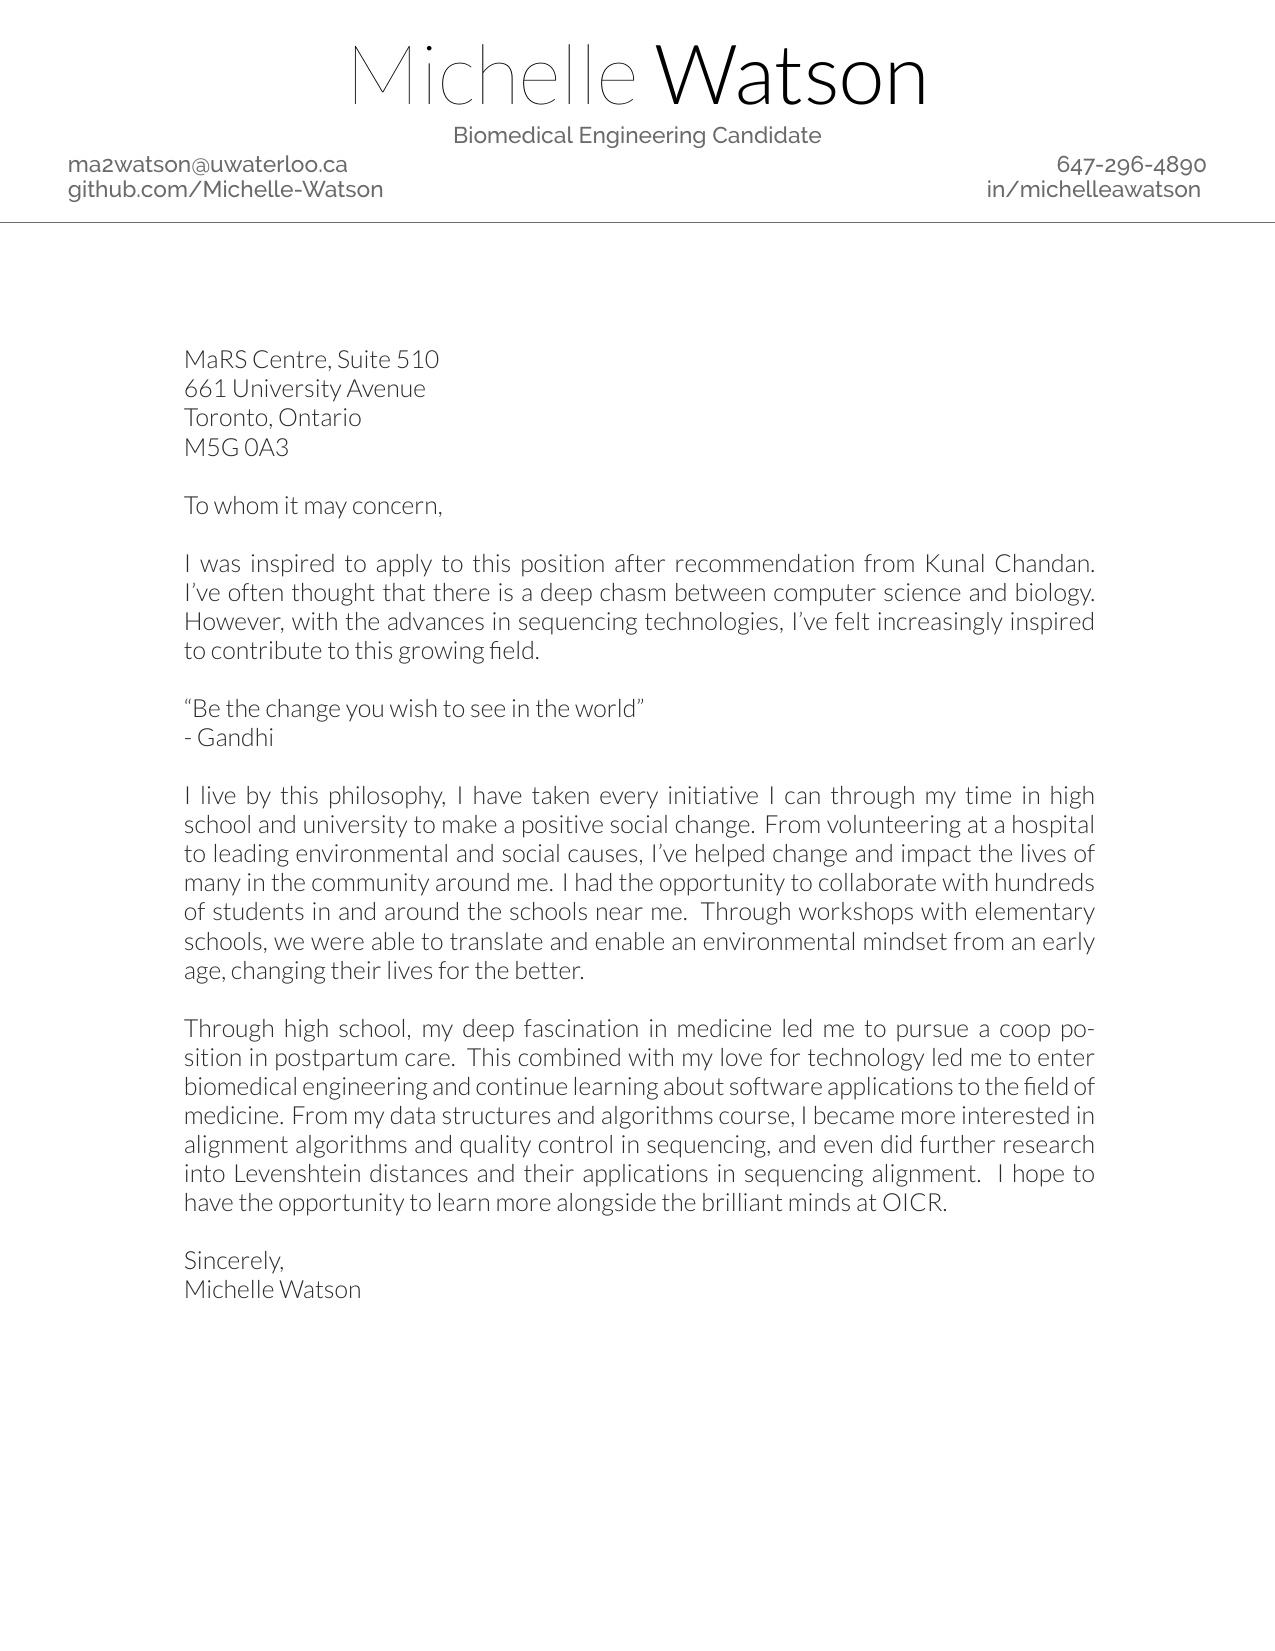 Michelle Watson
Biomedical Engineering Candidate
ma2watson@uwaterloo.ca 647-296-4890
github.com/Michelle-Watson in/michelleawatson
MaRS Centre, Suite 510
661 University Avenue
Toronto, Ontario
M5G 0A3
To whom it may concern,
I was inspired to apply to this position after recommendation from Kunal Chandan.
I’ve often thought that there is a deep chasm between computer science and biology.
However, with the advances in sequencing technologies, I’ve felt increasingly inspired
to contribute to this growing field.
“Be the change you wish to see in the world”
- Gandhi
I live by this philosophy, I have taken every initiative I can through my time in high
school and university to make a positive social change. From volunteering at a hospital
to leading environmental and social causes, I’ve helped change and impact the lives of
many in the community around me. I had the opportunity to collaborate with hundreds
of students in and around the schools near me. Through workshops with elementary
schools, we were able to translate and enable an environmental mindset from an early
age, changing their lives for the better.
Through high school, my deep fascination in medicine led me to pursue a coop po-
sition in postpartum care. This combined with my love for technology led me to enter
biomedical engineering and continue learning about software applications to the field of
medicine. From my data structures and algorithms course, I became more interested in
alignment algorithms and quality control in sequencing, and even did further research
into Levenshtein distances and their applications in sequencing alignment. I hope to
have the opportunity to learn more alongside the brilliant minds at OICR.
Sincerely,
Michelle Watson